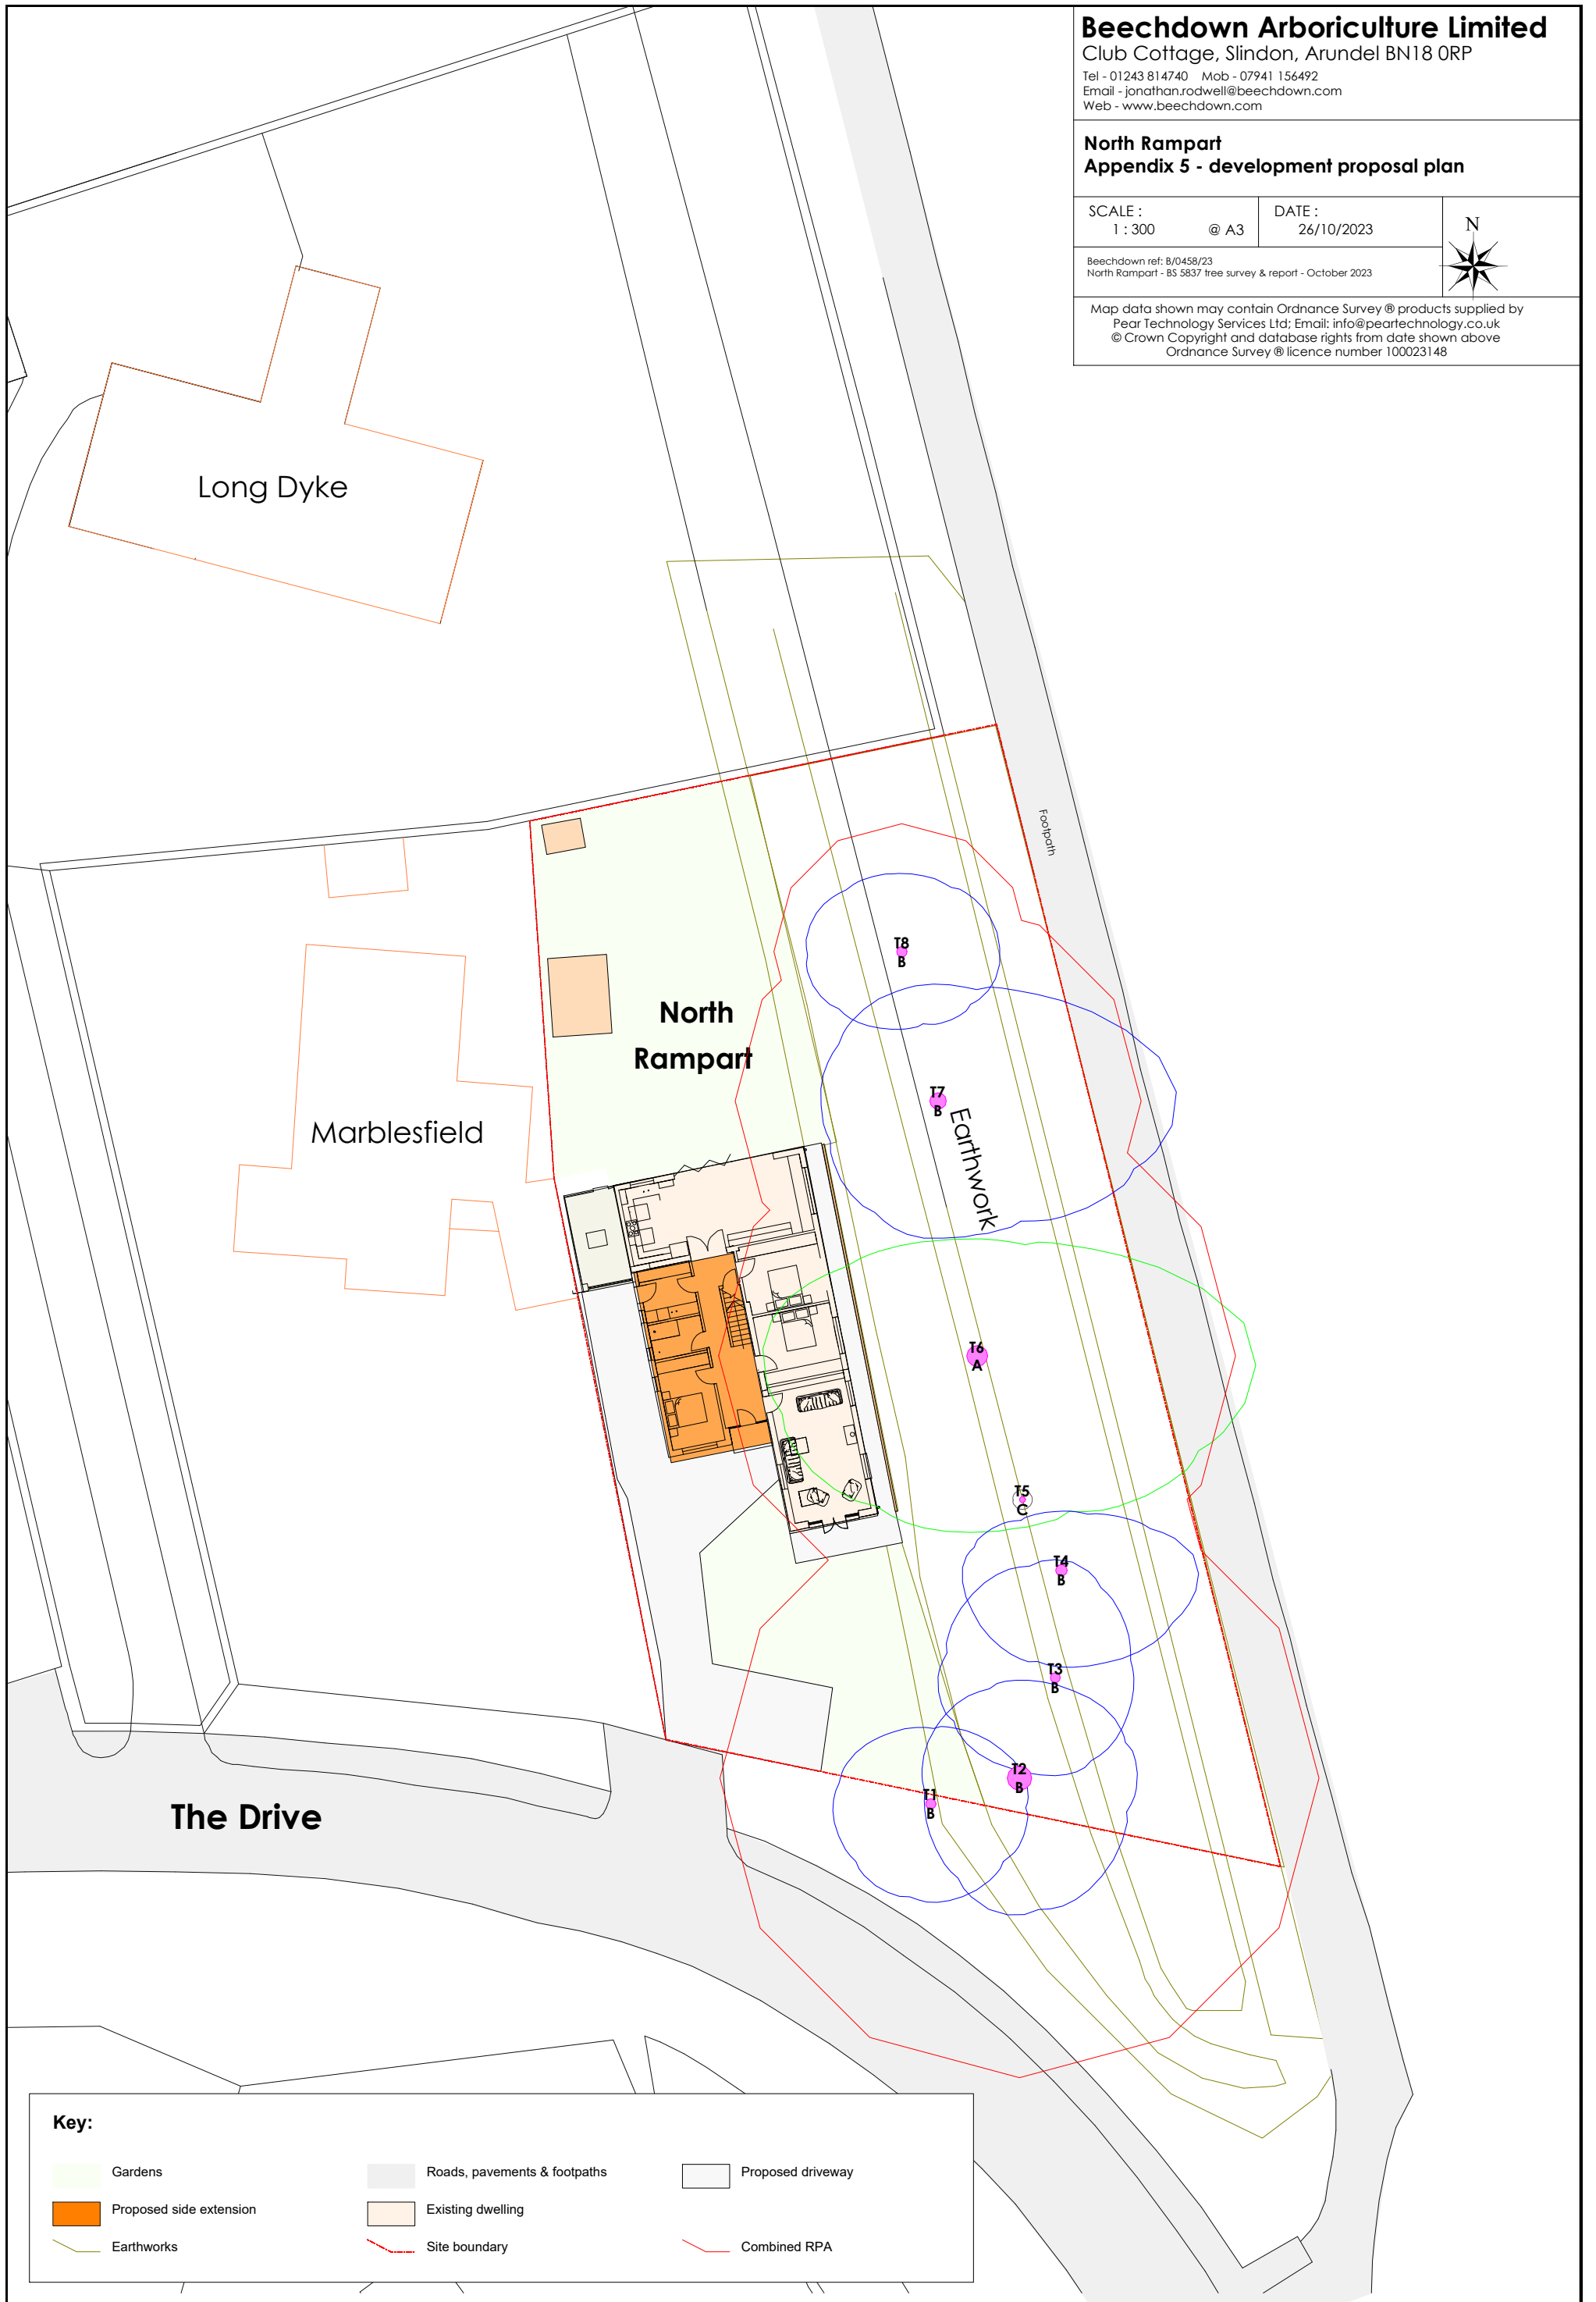 Beechdown Arboriculture Limited
Club Cottage, Slindon, Arundel BN18 0RP
Tel - 01243 814740 Mob - 07941 156492
Email - jonathan.rodwell@beechdown.com
Web - www.beechdown.com
North Rampart
Appendix 5 - development proposal plan
SCALE :
1 : 300 @ A3
DATE :
26/10/2023
N
Beechdown ref: B/0458/23
North Rampart - BS 5837 tree survey & report - October 2023
Map data shown may contain Ordnance Survey ® products supplied by
Pear Technology Services Ltd; Email: info@peartechnology.co.uk
© Crown Copyright and database rights from date shown above
Ordnance Survey ® licence number 100023148
Long Dyke
Footpath
T8
B
North
Rampart
T7
B
Earthwork
Marblesfield
T6
A
T5
C
T4
B
T3
B
T2
B
T1
B
The Drive
Key:
Gardens
Roads, pavements & footpaths
Proposed driveway
Proposed side extension
Existing dwelling
Earthworks
Site boundary
Combined RPA